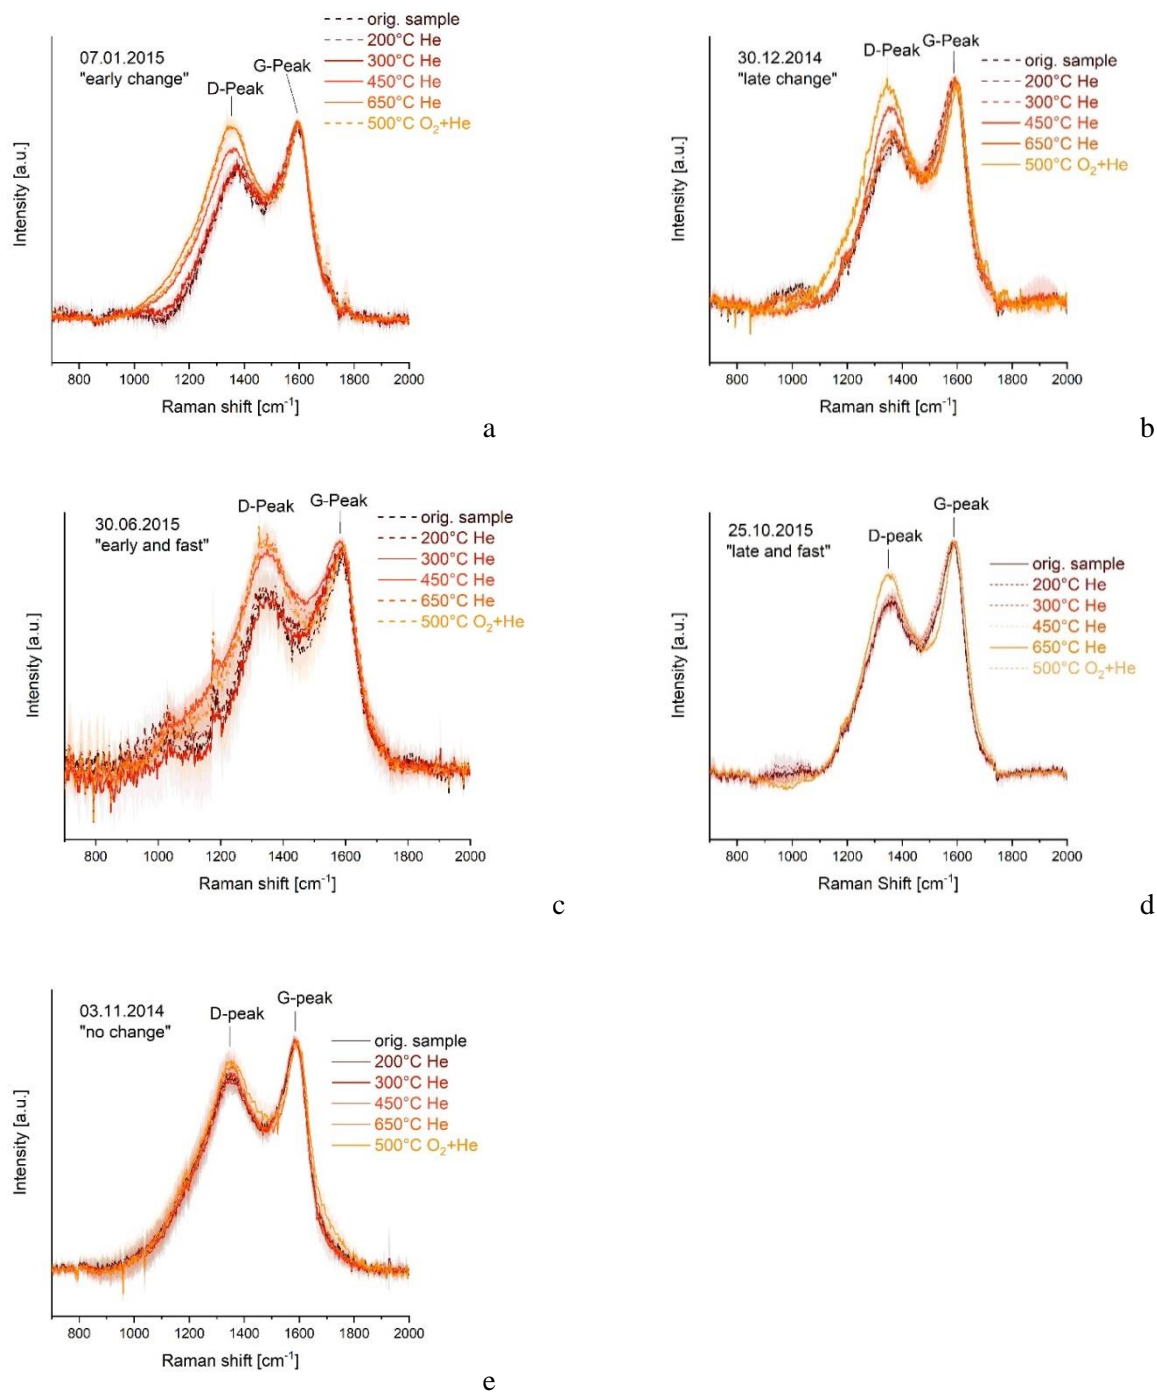 07.01.2015
"early change"
D-Peak
G-Peak
orig. sample
200°C He
300°C He
450°C He
650°C He
500°C O₂+He
Intensity [a.u.]
800 1000 1200 1400 1600 1800 2000
Raman shift [cm⁻¹]
a
30.12.2014
"late change"
D-Peak
G-Peak
orig. sample
200°C He
300°C He
450°C He
650°C He
500°C O₂+He
Intensity [a.u.]
800 1000 1200 1400 1600 1800 2000
Raman shift [cm⁻¹]
b
30.06.2015
"early and fast"
D-Peak
G-Peak
orig. sample
200°C He
300°C He
450°C He
650°C He
500°C O₂+He
Intensity [a.u.]
800 1000 1200 1400 1600 1800 2000
Raman shift [cm⁻¹]
c
25.10.2015
"late and fast"
D-peak
G-peak
orig. sample
200°C He
300°C He
450°C He
650°C He
500°C O₂+He
Intensity [a.u.]
800 1000 1200 1400 1600 1800 2000
Raman Shift [cm⁻¹]
d
03.11.2014
"no change"
D-peak
G-peak
orig. sample
200°C He
300°C He
450°C He
650°C He
500°C O₂+He
Intensity [a.u.]
800 1000 1200 1400 1600 1800 2000
Raman shift [cm⁻¹]
e